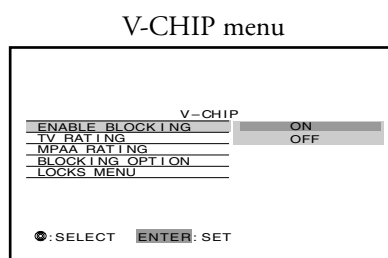 V-CHIP menu
V-CHIP
ENABLE BLOCKING ON
TV RATING OFF
MPAA RATING
BLOCKING OPTION
LOCKS MENU
:SELECT ENTER:SET